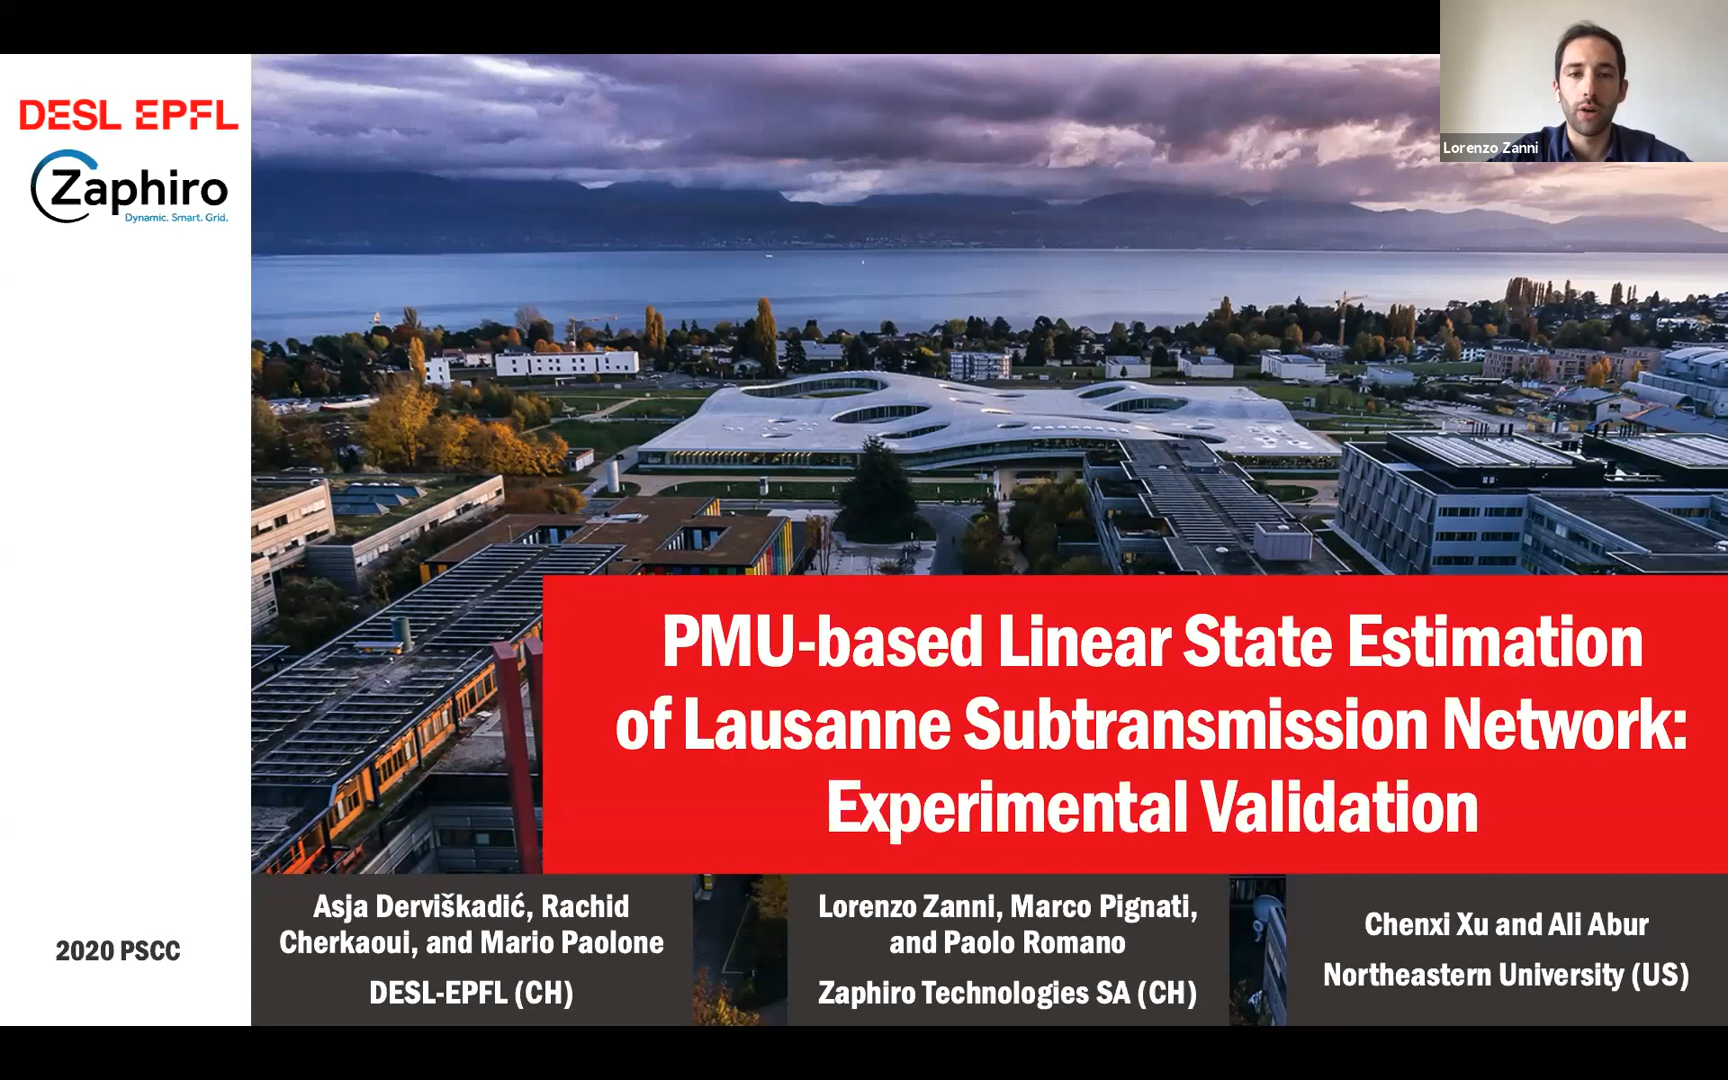 DESL EPFL
Zaphiro
Dynamic. Smart. Grid.
Lorenzo Zanni
PMU-based Linear State Estimation
of Lausanne Subtransmission Network:
Experimental Validation
2020 PSCC
Asja Derviškadić, Rachid
Cherkaoui, and Mario Paolone
DESL-EPFL (CH)
Lorenzo Zanni, Marco Pignati,
and Paolo Romano
Zaphiro Technologies SA (CH)
Chenxi Xu and Ali Abur
Northeastern University (US)